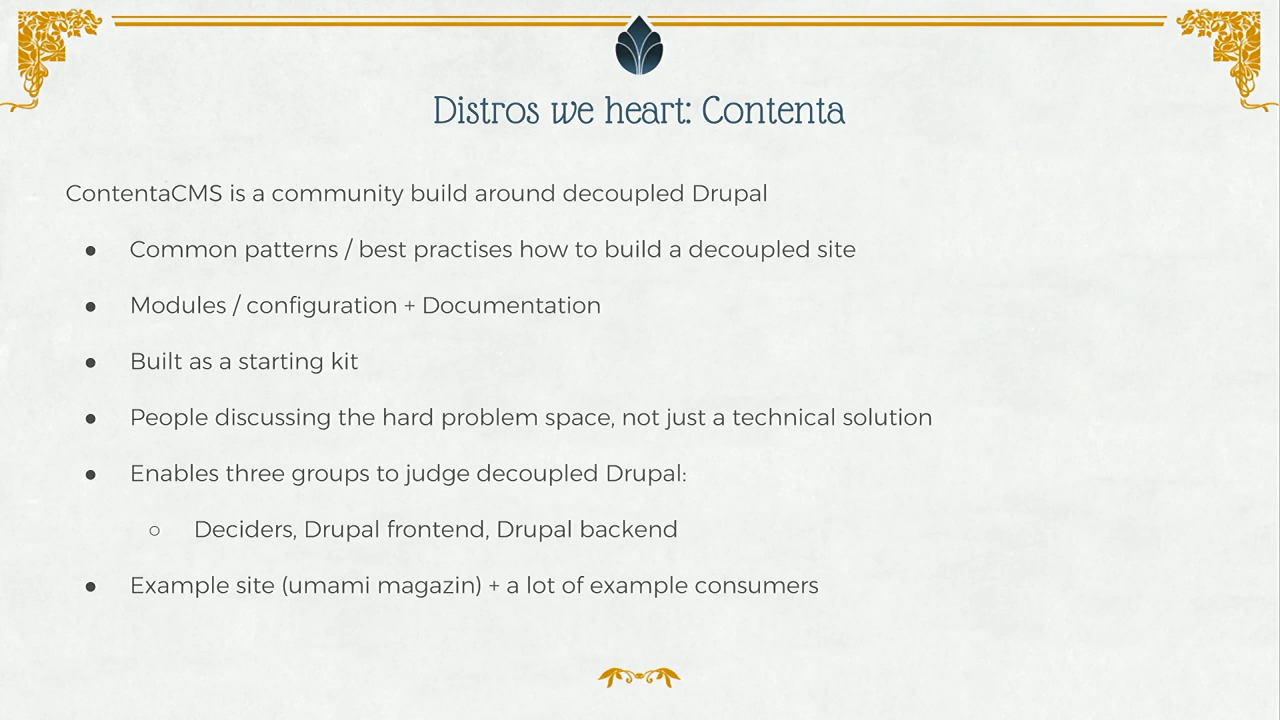 Distros we heart: Contenta
ContentaCMS is a community build around decoupled Drupal
● Common patterns / best practises how to build a decoupled site
● Modules / configuration + Documentation
● Built as a starting kit
● People discussing the hard problem space, not just a technical solution
● Enables three groups to judge decoupled Drupal:
○ Deciders, Drupal frontend, Drupal backend
● Example site (umami magazin) + a lot of example consumers